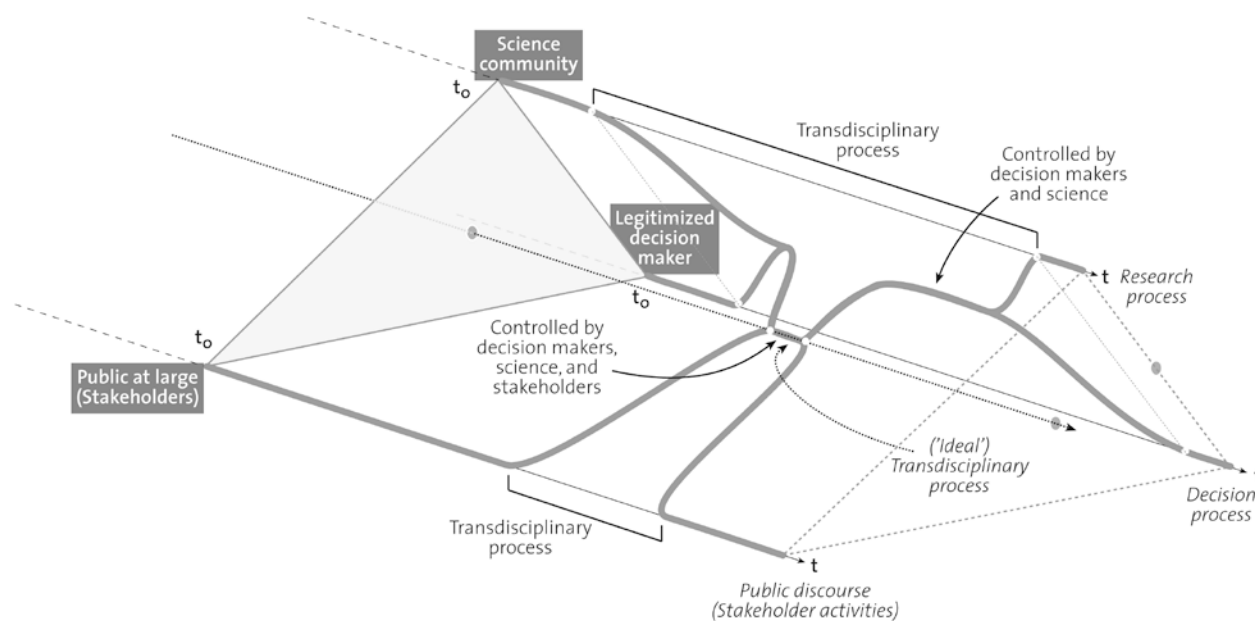 Science
community
t₀
Transdisciplinary
process
Controlled by
decision makers
and science
Legitimized
decision
maker
t
Research
process
t₀
t₀
Controlled by
decision makers,
science, and
stakeholders
Public at large
(Stakeholders)
('Ideal')
Transdisciplinary
process
Decision
process
Transdisciplinary
process
t
Public discourse
(Stakeholder activities)